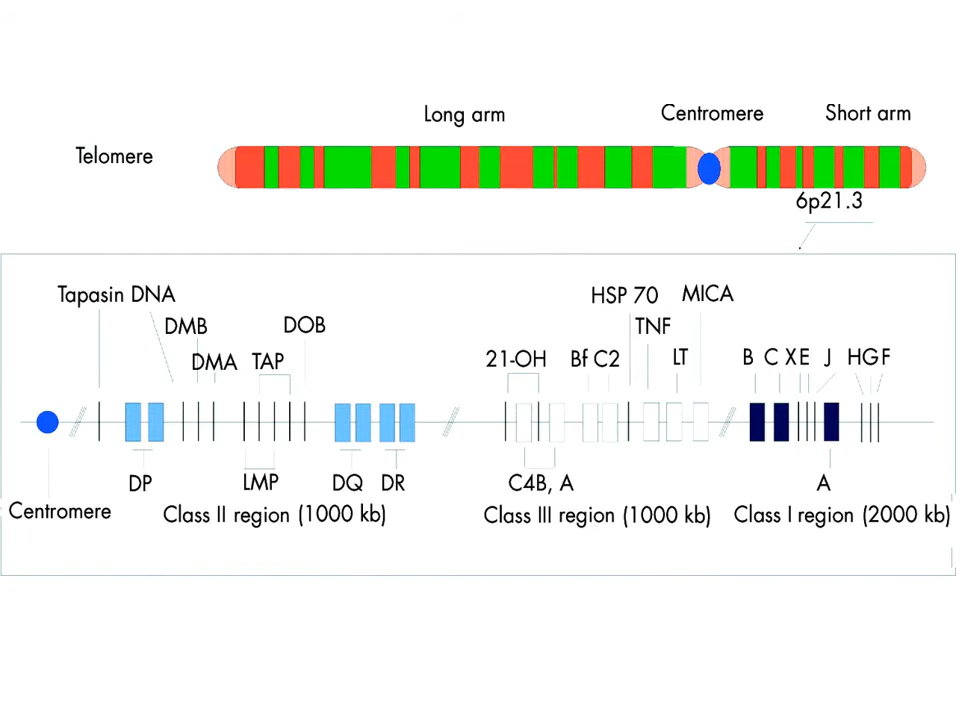 Long arm
Centromere
Short arm
Telomere
6p21.3
Tapasin DNA
HSP 70
MICA
DMB
DOB
TNF
DMA
TAP
21-OH
Bf C2
LT
B C X E J HGF
DP
LMP
DQ
DR
C4B, A
A
Centromere
Class II region (1000 kb)
Class III region (1000 kb)
Class I region (2000 kb)